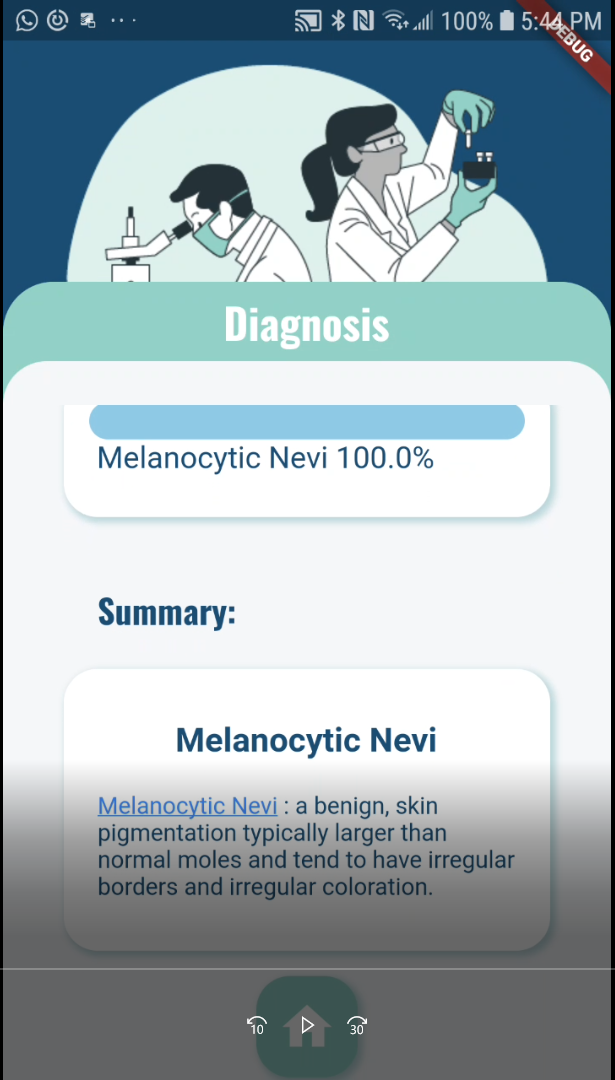 100% 5:44 PM
DEBUG
Diagnosis
Melanocytic Nevi 100.0%
Summary:
Melanocytic Nevi
Melanocytic Nevi : a benign, skin
pigmentation typically larger than
normal moles and tend to have irregular
borders and irregular coloration.
10
30